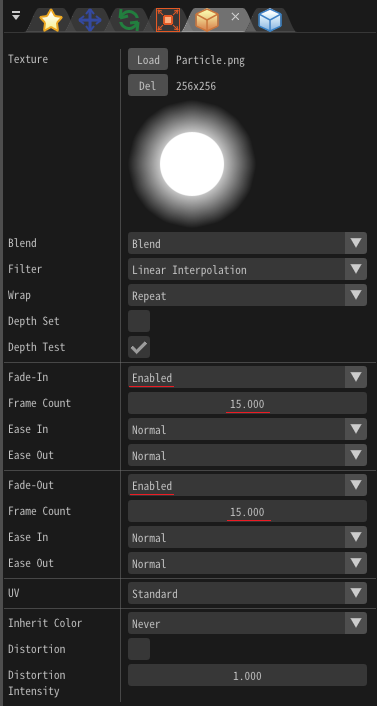 Texture Load Particle.png
Del 256x256
Blend Blend
Filter Linear Interpolation
Wrap Repeat
Depth Set
Depth Test
Fade-In Enabled
Frame Count 15.000
Ease In Normal
Ease Out Normal
Fade-Out Enabled
Frame Count 15.000
Ease In Normal
Ease Out Normal
UV Standard
Inherit Color Never
Distortion
Distortion Intensity 1.000